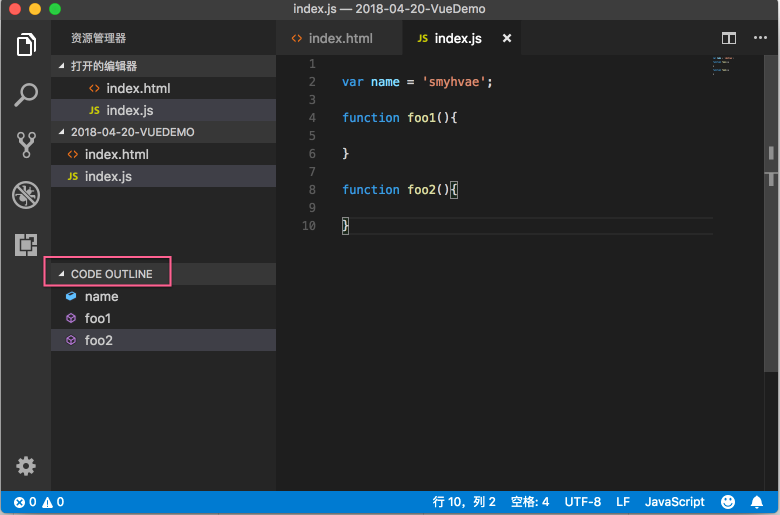 index.js — 2018-04-20-VueDemo
资源管理器
打开的编辑器
index.html
JS index.js
2018-04-20-VUEDEMO
index.html
JS index.js
CODE OUTLINE
name
foo1
foo2
index.html JS index.js
1
2 var name = 'smyhvae';
3
4 function foo1(){
5
6 }
7
8 function foo2(){
9
10 }
0 0 行 10，列 2 空格: 4 UTF-8 LF JavaScript